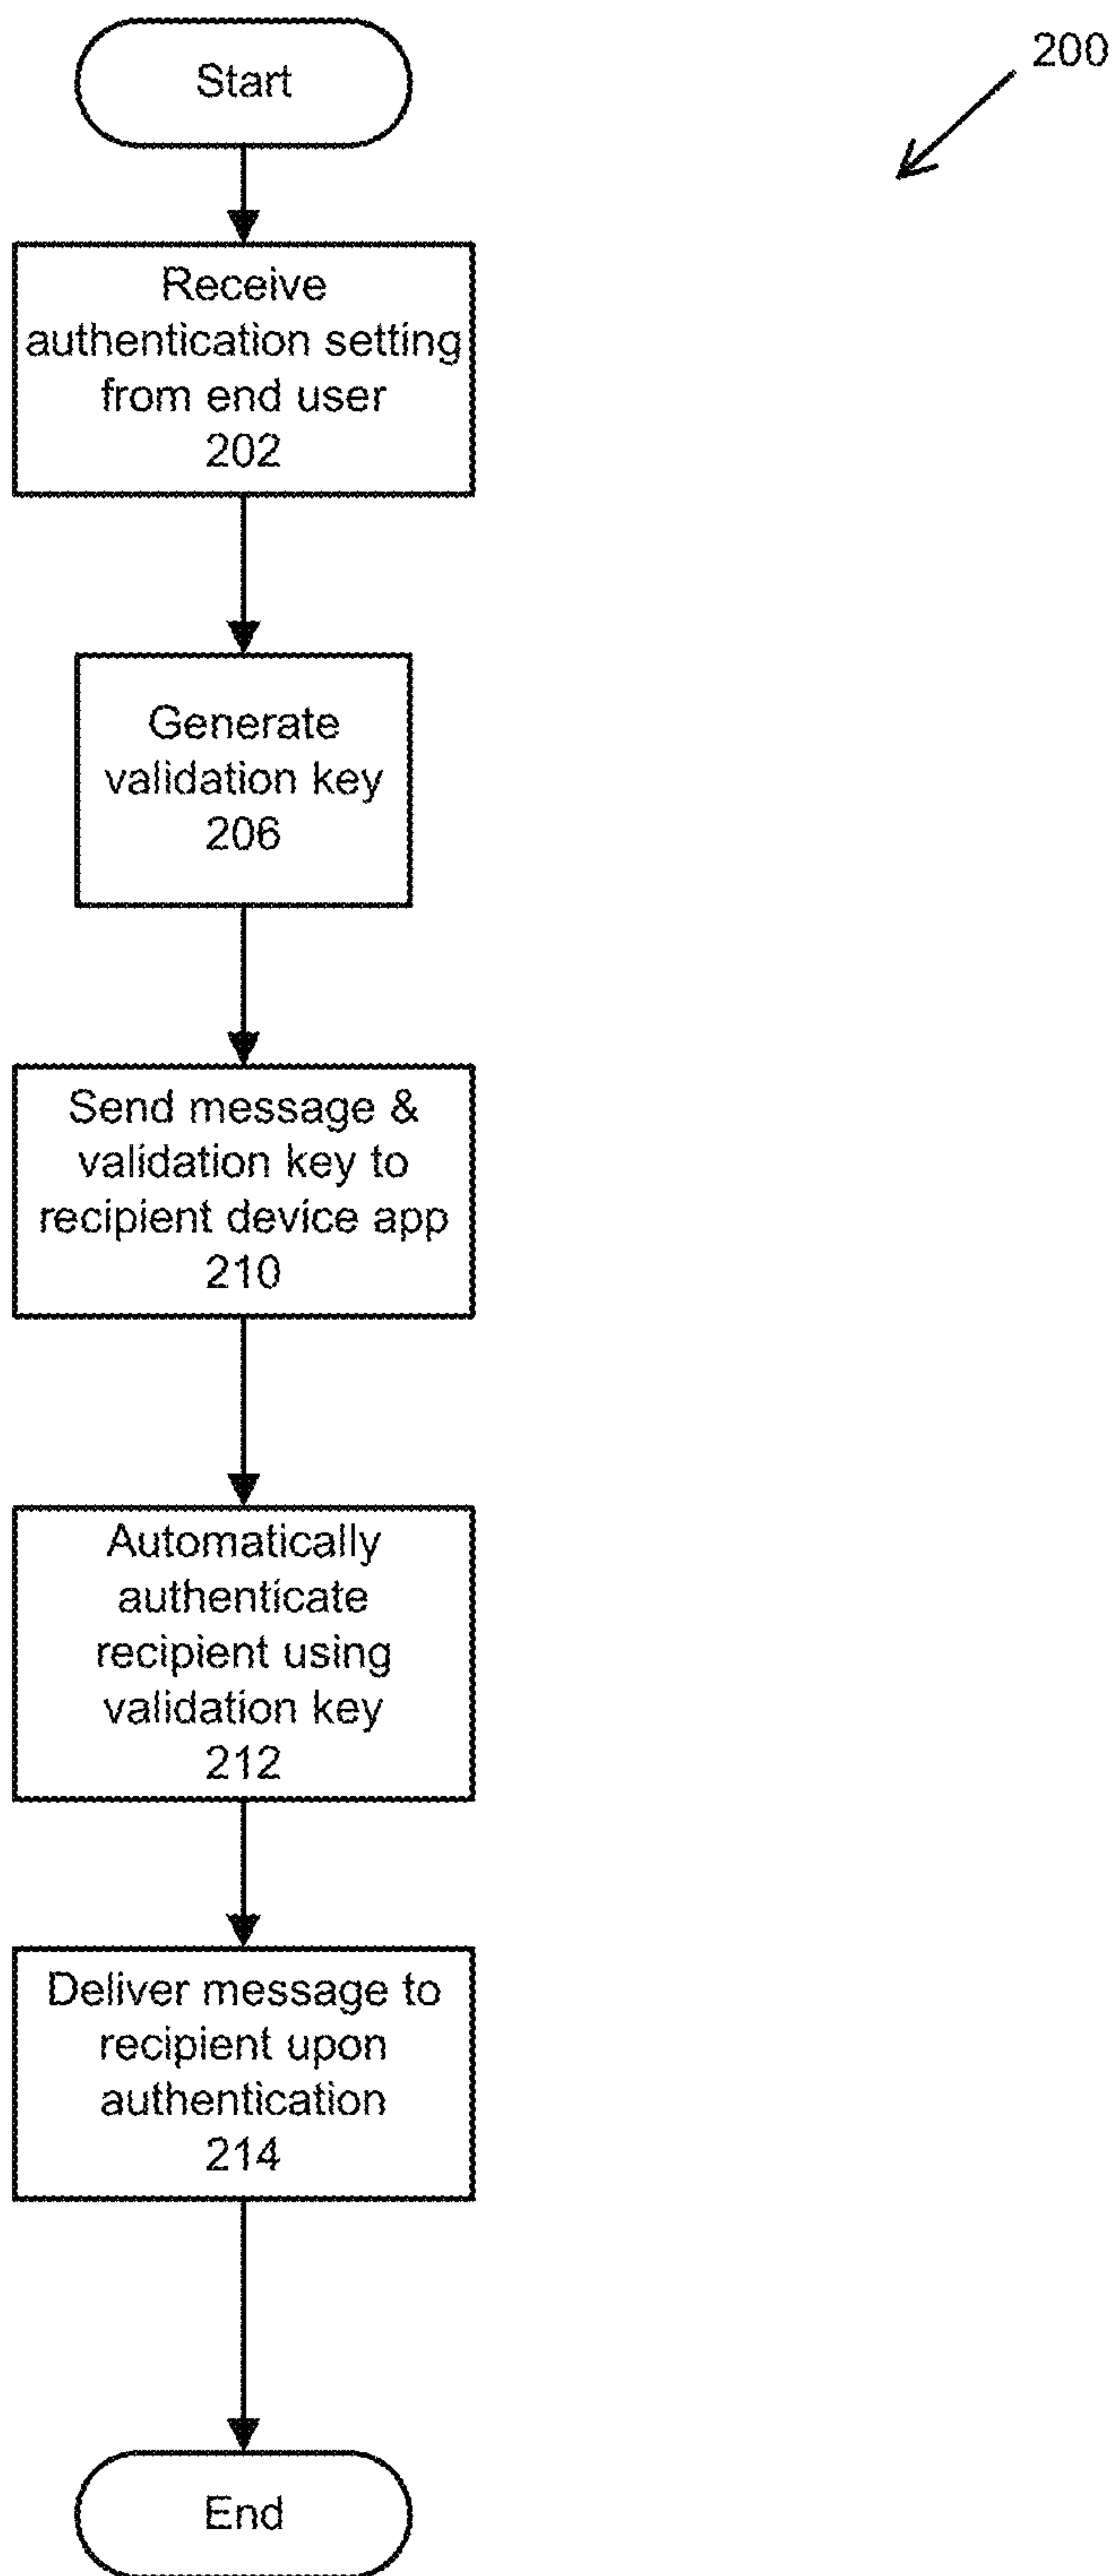 Start
200
Receive
authentication setting
from end user
202
Generate
validation key
206
Send message &
validation key to
recipient device app
210
Automatically
authenticate
recipient using
validation key
212
Deliver message to
recipient upon
authentication
214
End